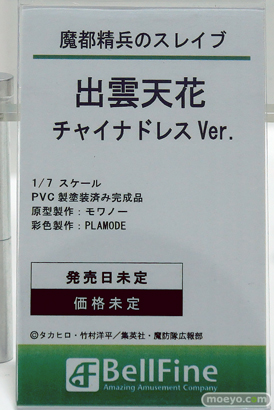 魔都精兵のスレイブ
出雲天花
チャイナドレスVer.
1/7 スケール
PVC製塗装済み完成品
原型製作：モワノー
彩色製作：PLAMODE
発売日未定
価格未定
©タカヒロ・竹村洋平／集英社・魔防隊広報部
BellFine
Amazing Amusement Company
moeyo.com